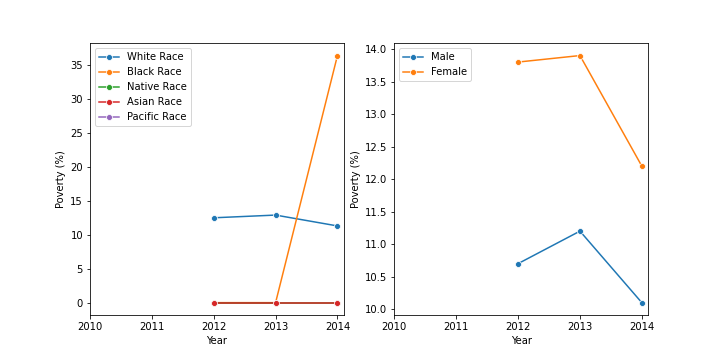 White Race
Black Race
Native Race
Asian Race
Pacific Race
35
30
25
20
15
10
5
0
Poverty (%)
2010 2011 2012 2013 2014
Year
Male
Female
14.0
13.5
13.0
12.5
12.0
11.5
11.0
10.5
10.0
Poverty (%)
2010 2011 2012 2013 2014
Year